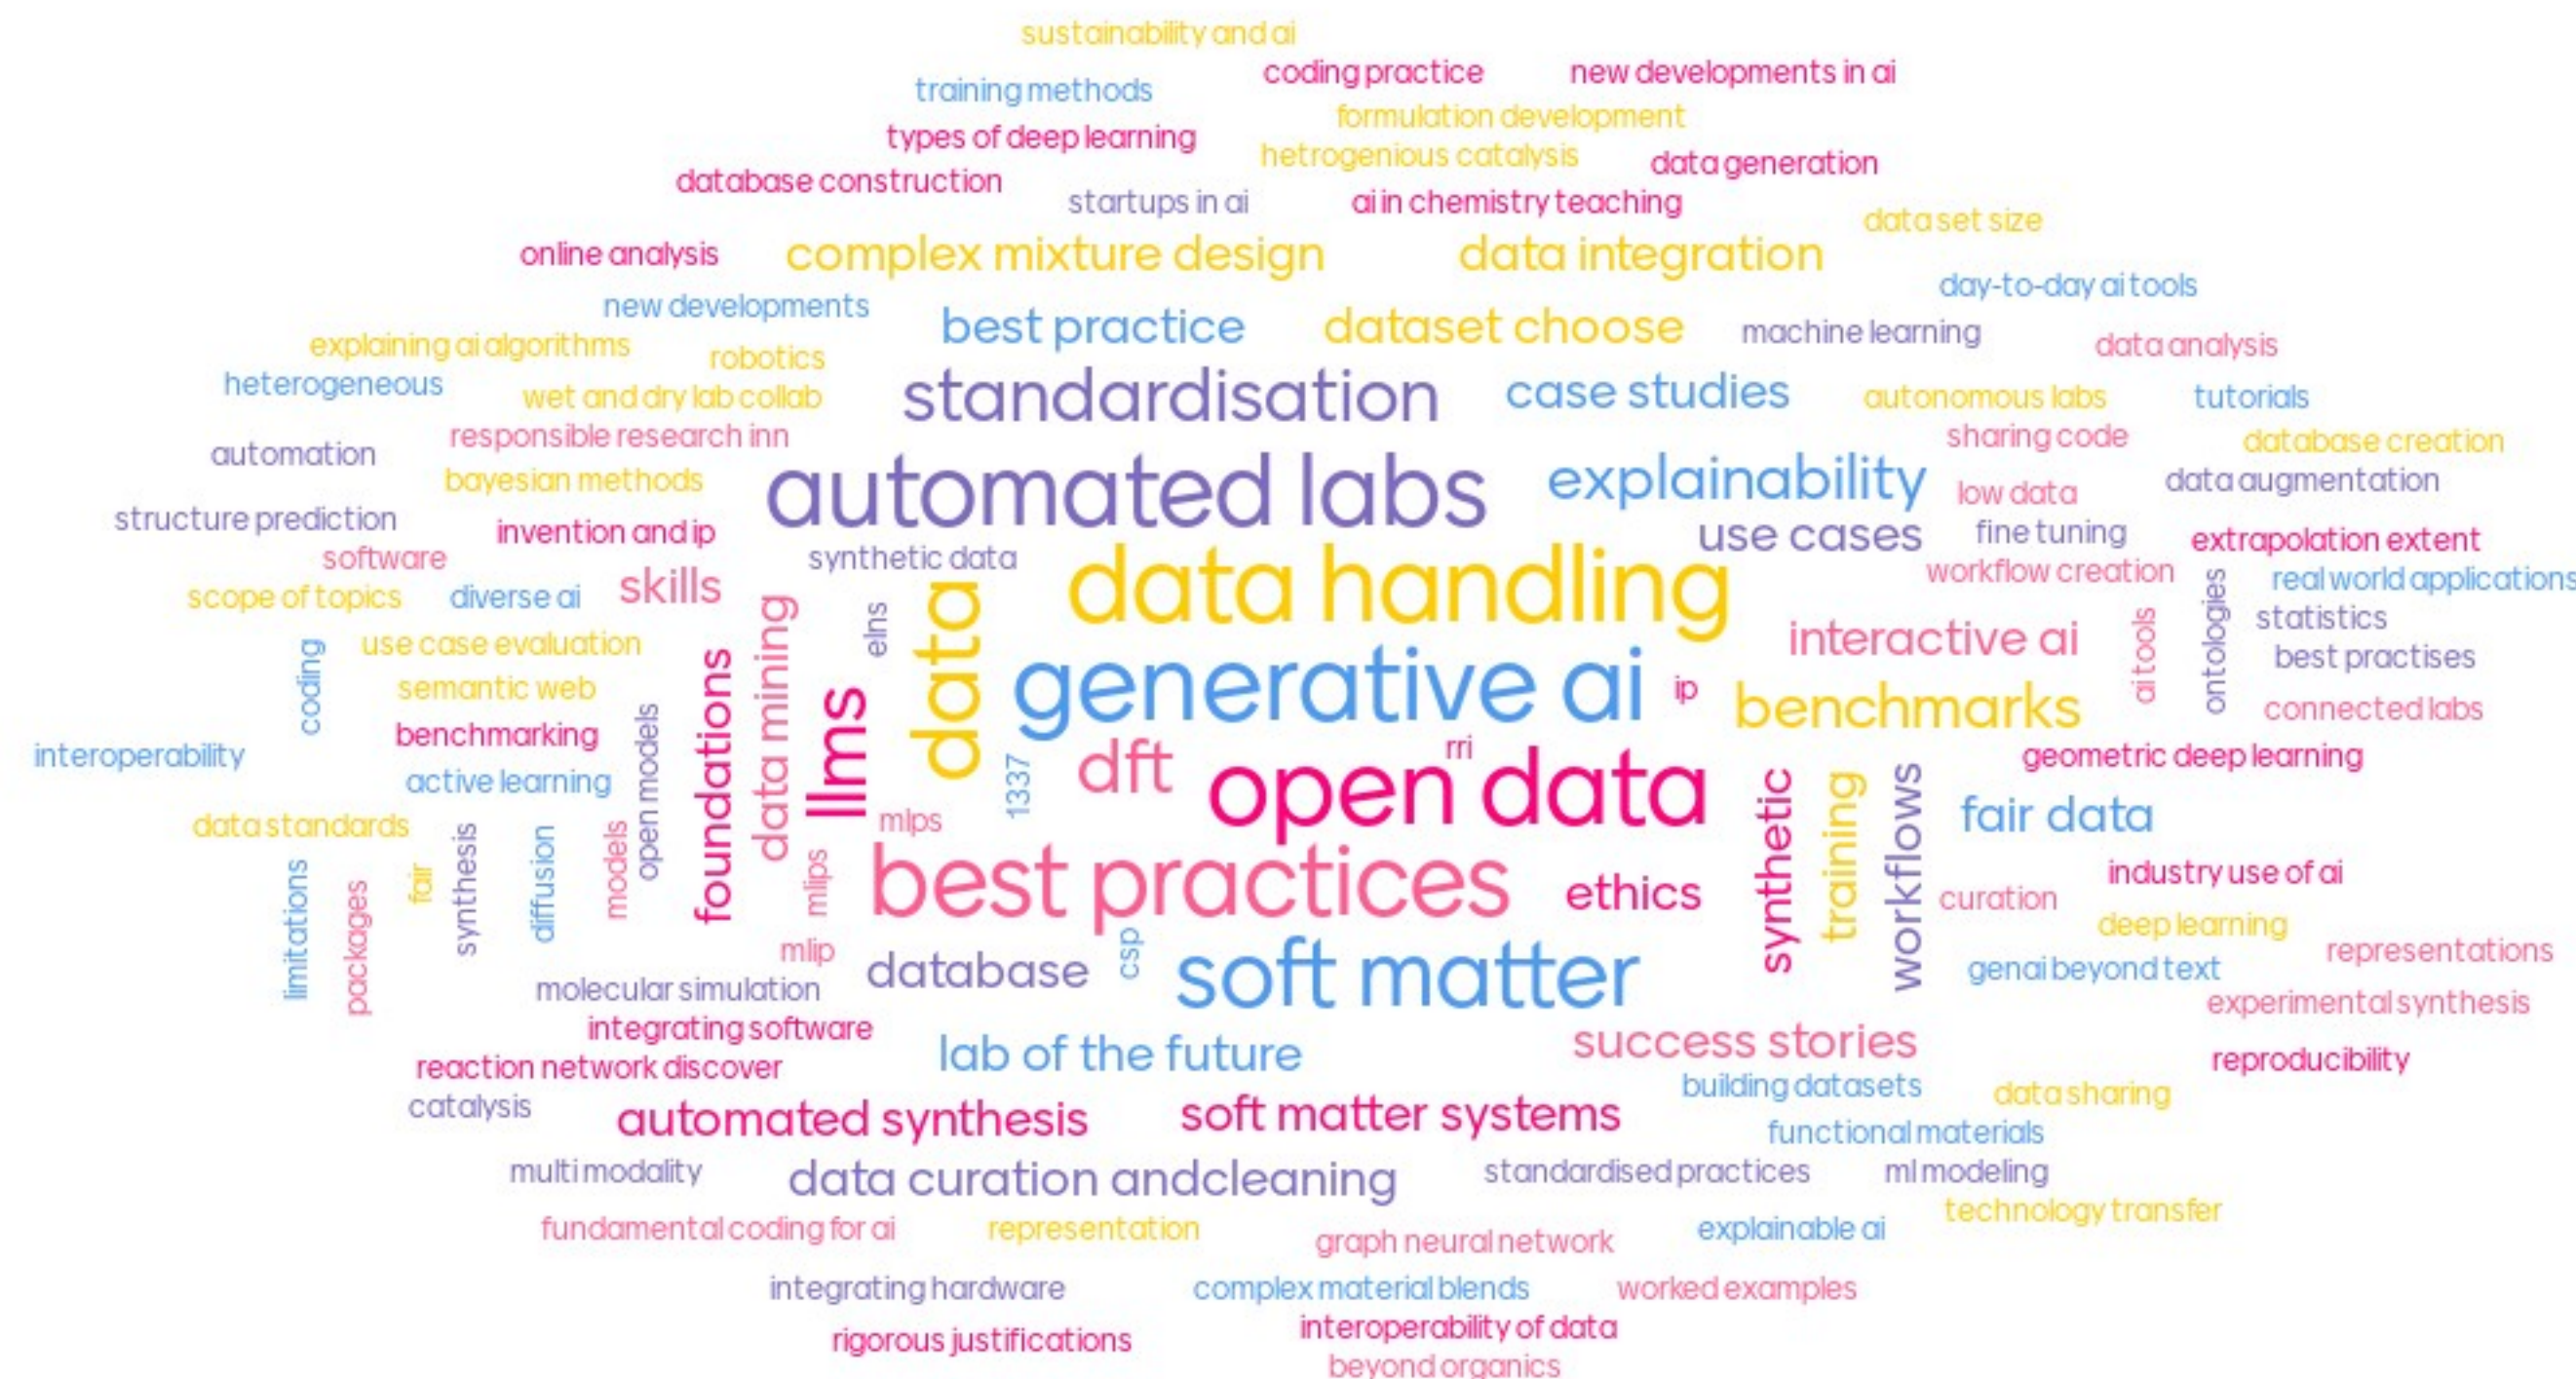 sustainability and ai
coding practice
new developments in ai
training methods
formulation development
types of deep learning
hetrogenious catalysis
data generation
database construction
startups in ai
ai in chemistry teaching
data set size
online analysis
complex mixture design
data integration
day-to-day ai tools
new developments
best practice
dataset choose
machine learning
data analysis
explaining ai algorithms
robotics
heterogeneous
wet and dry lab collab
standardisation
case studies
autonomous labs
tutorials
responsible research inn
sharing code
database creation
automation
bayesian methods
automated labs
explainability
low data
data augmentation
structure prediction
invention and ip
use cases
fine tuning
extrapolation extent
software
synthetic data
workflow creation
real world applications
scope of topics
diverse ai
skills
data handling
statistics
elns
data
interactive ai
ai tools
ontologies
use case evaluation
best practises
coding
semantic web
foundations
data mining
llms
generative ai
ip
benchmarks
connected labs
benchmarking
open models
interoperability
rri
geometric deep learning
active learning
1337
dft
open data
synthetic
training
workflows
fair data
data standards
mlps
limitations
packages
fair
synthesis
diffusion
models
mlips
best practices
ethics
industry use of ai
curation
deep learning
mlip
database
csp
soft matter
representations
genai beyond text
molecular simulation
experimental synthesis
integrating software
lab of the future
success stories
reproducibility
reaction network discover
building datasets
data sharing
catalysis
automated synthesis
soft matter systems
functional materials
multi modality
data curation andcleaning
standardised practices
ml modeling
technology transfer
fundamental coding for ai
representation
graph neural network
explainable ai
integrating hardware
complex material blends
worked examples
rigorous justifications
interoperability of data
beyond organics